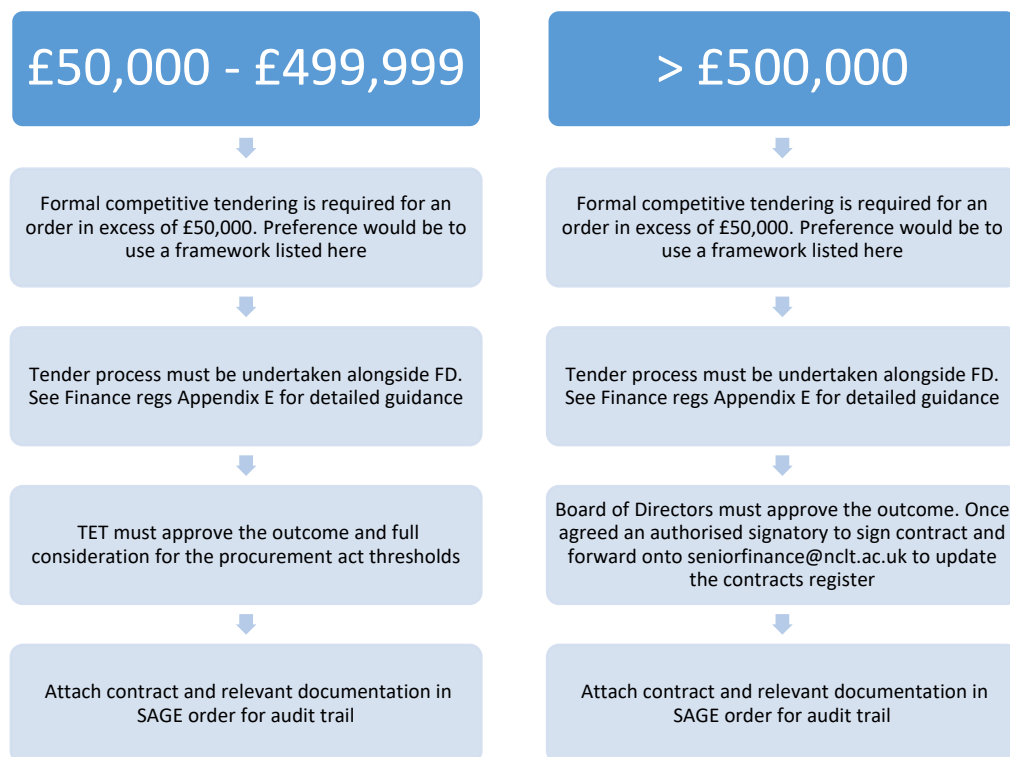 £50,000 - £499,999
Formal competitive tendering is required for an
order in excess of £50,000. Preference would be to
use a framework listed here
Tender process must be undertaken alongside FD.
See Finance regs Appendix E for detailed guidance
TET must approve the outcome and full
consideration for the procurement act thresholds
Attach contract and relevant documentation in
SAGE order for audit trail
> £500,000
Formal competitive tendering is required for an
order in excess of £50,000. Preference would be to
use a framework listed here
Tender process must be undertaken alongside FD.
See Finance regs Appendix E for detailed guidance
Board of Directors must approve the outcome. Once
agreed an authorised signatory to sign contract and
forward onto seniorfinance@nclt.ac.uk to update
the contracts register
Attach contract and relevant documentation in
SAGE order for audit trail